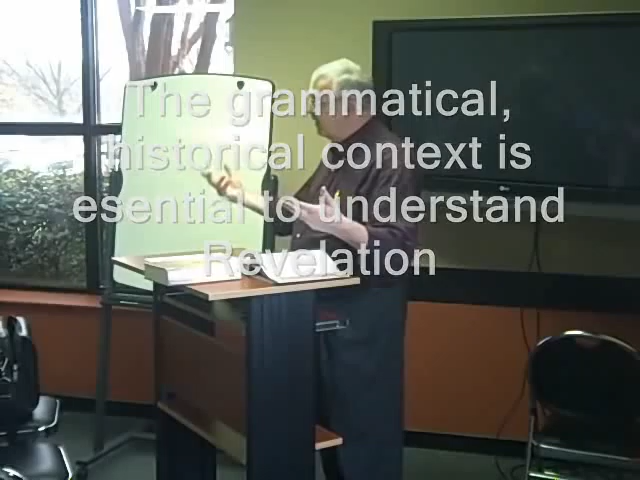 The grammatical,
historical context is
esential to understand
Revelation